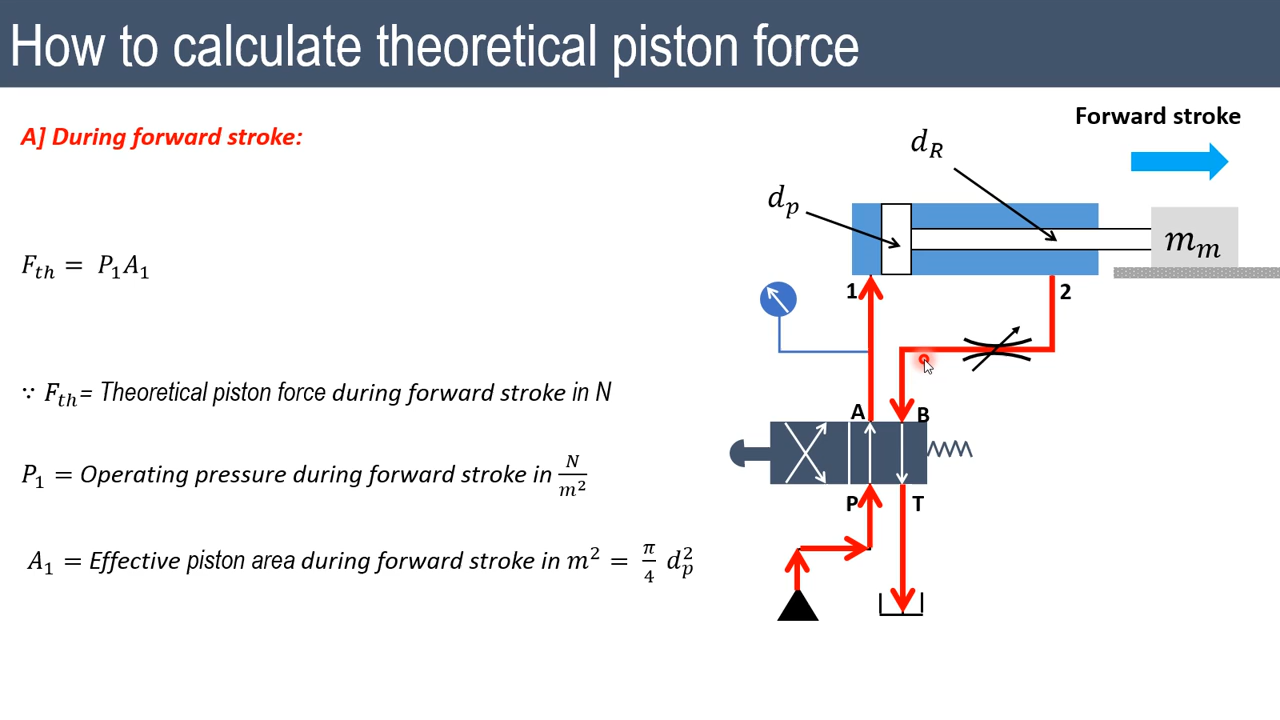 How to calculate theoretical piston force
A] During forward stroke:
Forward stroke
d_R
d_p
m_m
F_th = P_1A_1
1
2
∵ F_th= Theoretical piston force during forward stroke in N
A
B
P_1 = Operating pressure during forward stroke in N/m^2
P
T
A_1 = Effective piston area during forward stroke in m^2 = π/4 d_p^2